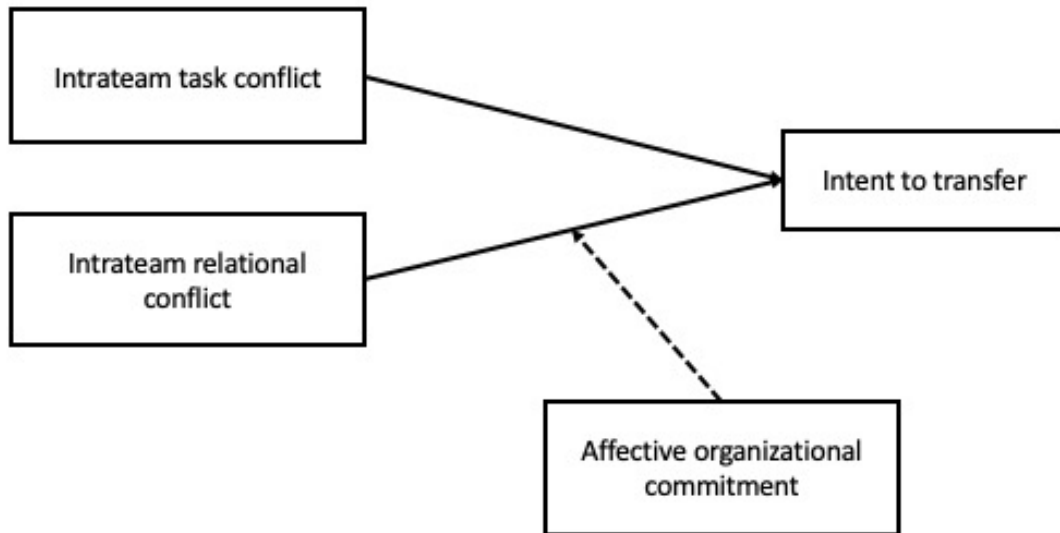 Intrateam task conflict
Intent to transfer
Intrateam relational
conflict
Affective organizational
commitment